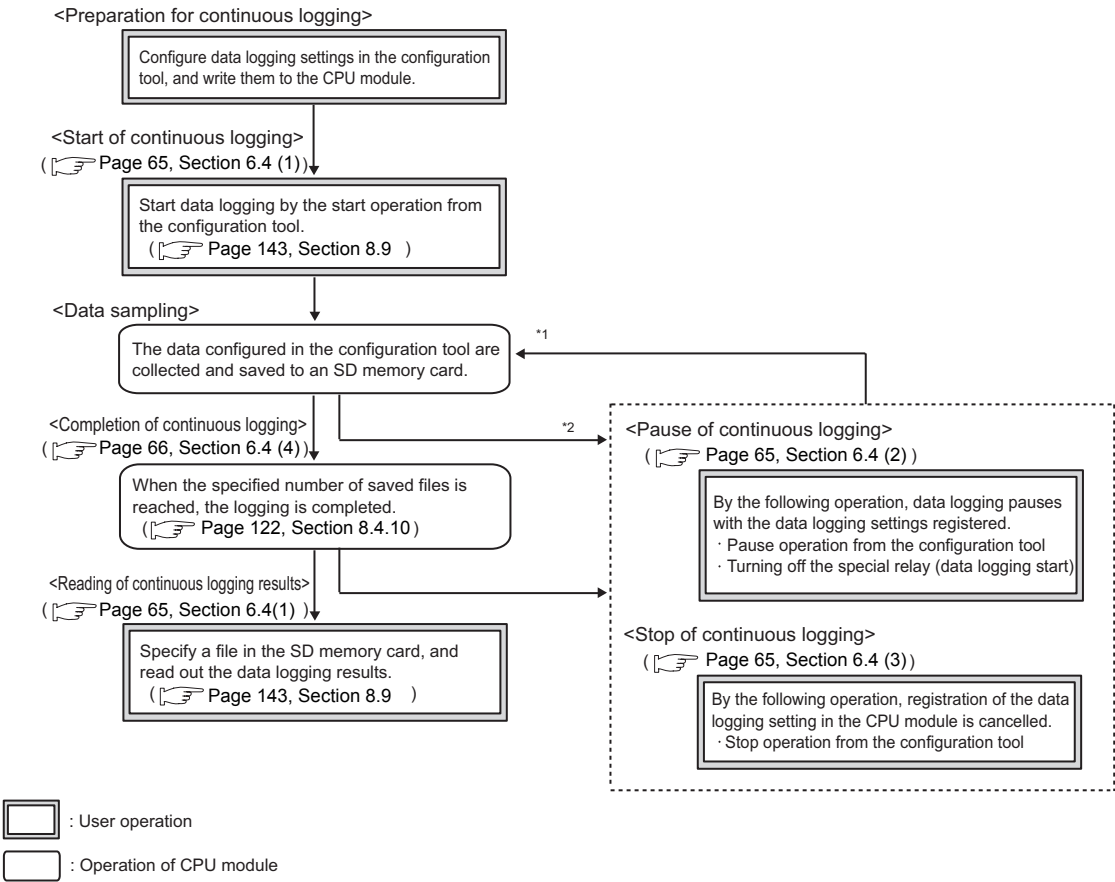 <Preparation for continuous logging>
Configure data logging settings in the configuration
tool, and write them to the CPU module.
<Start of continuous logging>
( Page 65, Section 6.4 (1))
Start data logging by the start operation from
the configuration tool.
( Page 143, Section 8.9 )
<Data sampling>
The data configured in the configuration tool are
collected and saved to an SD memory card.
*1
<Completion of continuous logging>
( Page 66, Section 6.4 (4))
*2
When the specified number of saved files is
reached, the logging is completed.
( Page 122, Section 8.4.10)
<Reading of continuous logging results>
( Page 65, Section 6.4(1) )
Specify a file in the SD memory card, and
read out the data logging results.
( Page 143, Section 8.9 )
<Pause of continuous logging>
( Page 65, Section 6.4 (2) )
By the following operation, data logging pauses
with the data logging settings registered.
· Pause operation from the configuration tool
· Turning off the special relay (data logging start)
<Stop of continuous logging>
( Page 65, Section 6.4 (3))
By the following operation, registration of the data
logging setting in the CPU module is cancelled.
· Stop operation from the configuration tool
: User operation
: Operation of CPU module